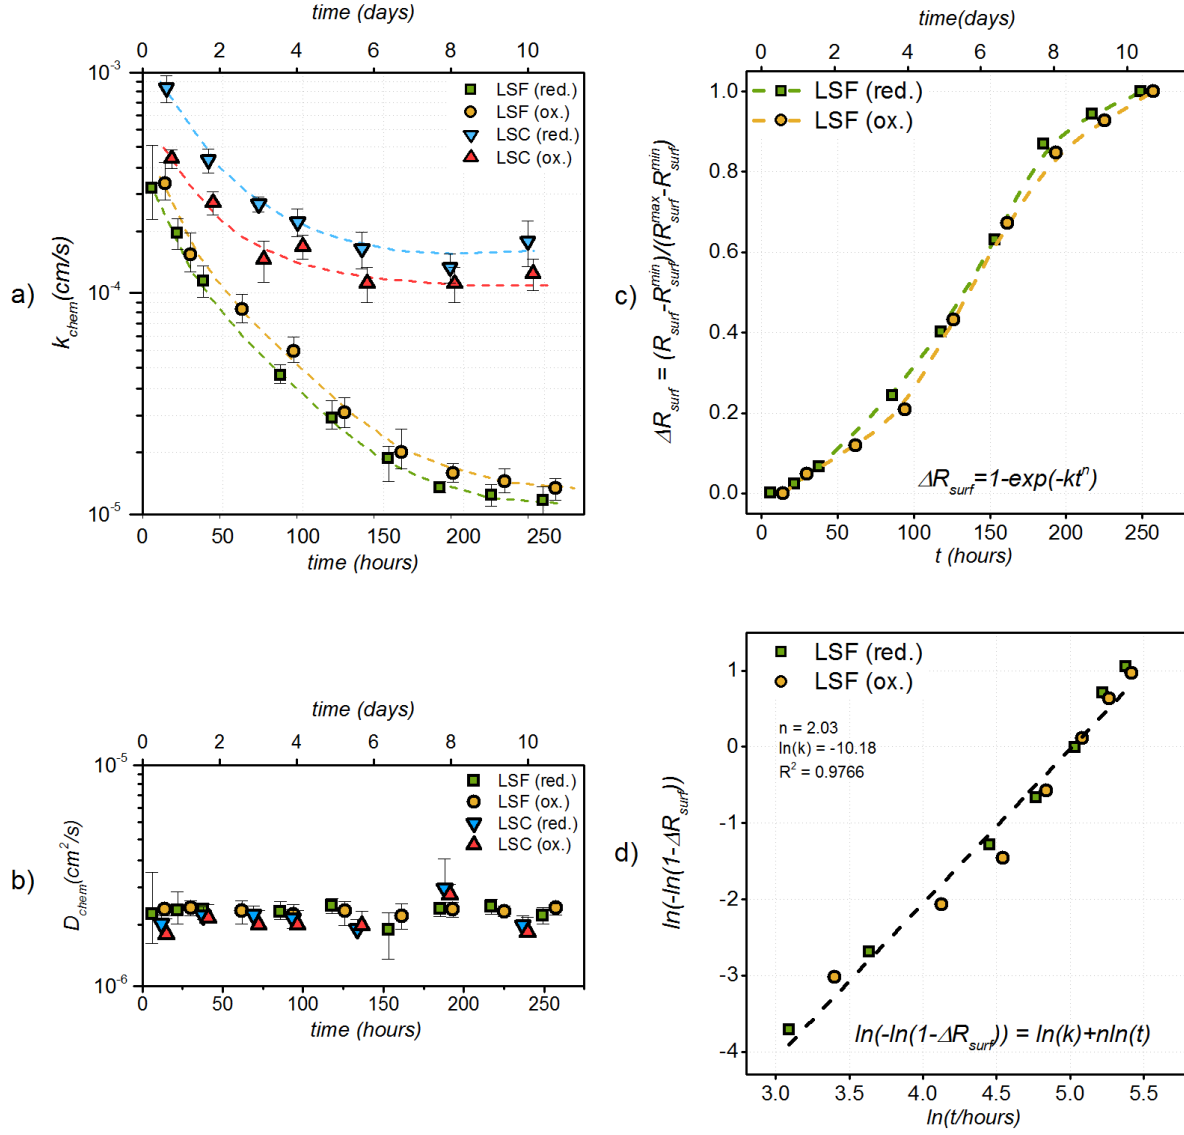 a)
time (days)
0 2 4 6 8 10
10⁻³
10⁻⁴
10⁻⁵
k_chem(cm/s)
LSF (red.)
LSF (ox.)
LSC (red.)
LSC (ox.)
0 50 100 150 200 250
time (hours)
c)
time(days)
0 2 4 6 8 10
1.0
0.8
0.6
0.4
0.2
0.0
ΔR_surf = (R_surf-R_surf^min)/(R_surf^max-R_surf^min)
LSF (red.)
LSF (ox.)
ΔR_surf=1-exp(-kt^n)
0 50 100 150 200 250
t (hours)
b)
time (days)
0 2 4 6 8 10
10⁻⁵
10⁻⁶
D_chem(cm²/s)
LSF (red.)
LSF (ox.)
LSC (red.)
LSC (ox.)
0 50 100 150 200 250
time (hours)
d)
1
0
-1
-2
-3
-4
ln(-ln(1-ΔR_surf))
LSF (red.)
LSF (ox.)
n = 2.03
ln(k) = -10.18
R² = 0.9766
ln(-ln(1-ΔR_surf)) = ln(k)+nln(t)
3.0 3.5 4.0 4.5 5.0 5.5
ln(t/hours)